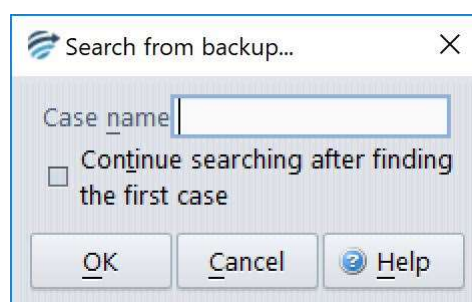 Search from backup...
Case name
Continue searching after finding
the first case
OK Cancel Help